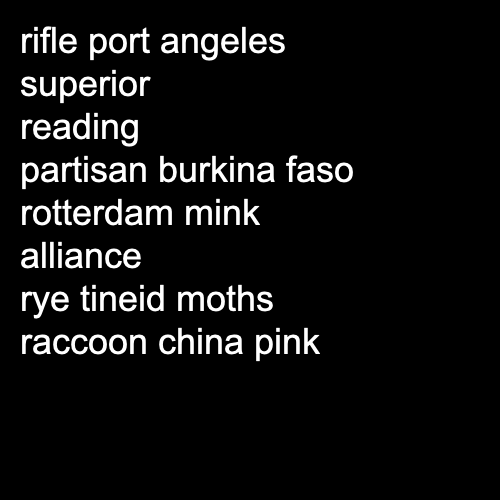 rifle port angeles
superior
reading
partisan burkina faso
rotterdam mink
alliance
rye tineid moths
raccoon china pink